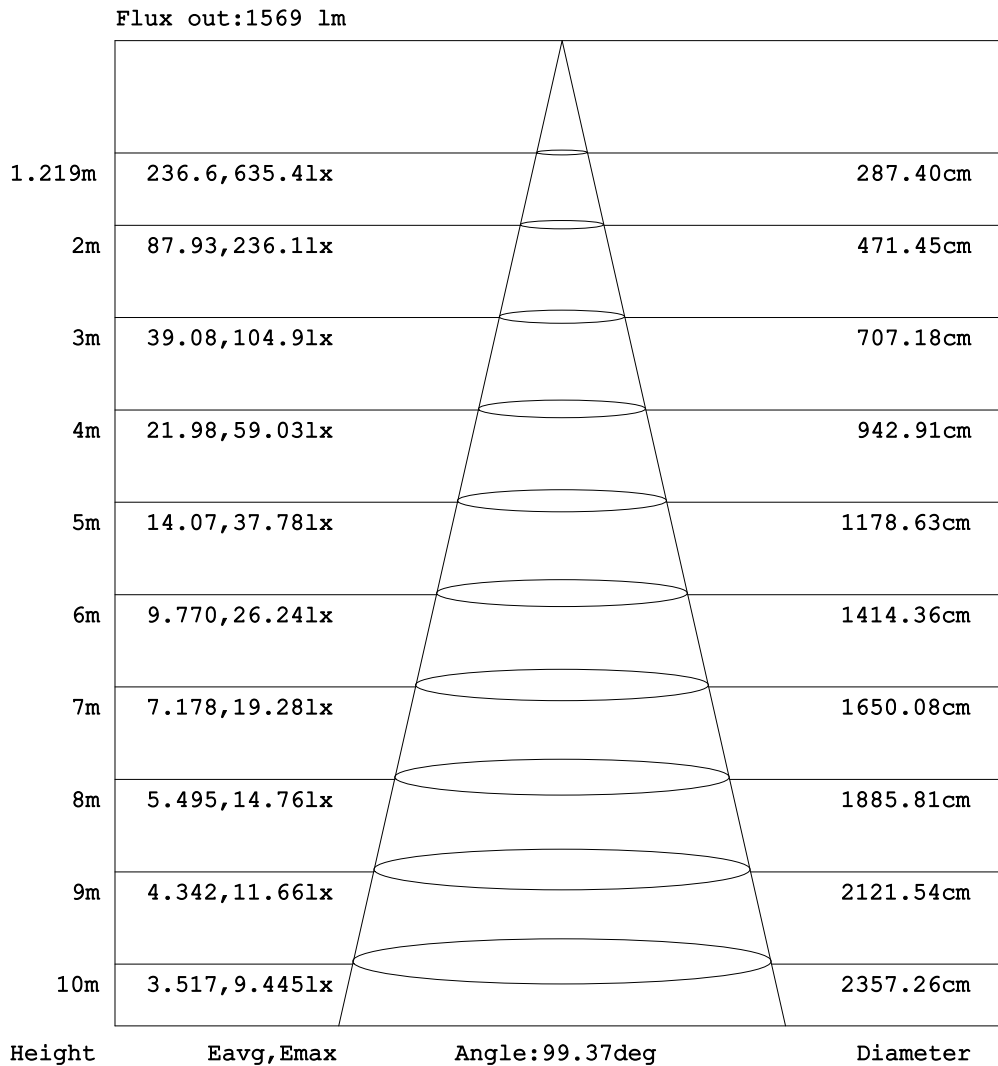 Flux out:1569 lm
1.219m 236.6,635.4lx 287.40cm
2m 87.93,236.1lx 471.45cm
3m 39.08,104.9lx 707.18cm
4m 21.98,59.03lx 942.91cm
5m 14.07,37.78lx 1178.63cm
6m 9.770,26.24lx 1414.36cm
7m 7.178,19.28lx 1650.08cm
8m 5.495,14.76lx 1885.81cm
9m 4.342,11.66lx 2121.54cm
10m 3.517,9.445lx 2357.26cm
Height Eavg,Emax Angle:99.37deg Diameter